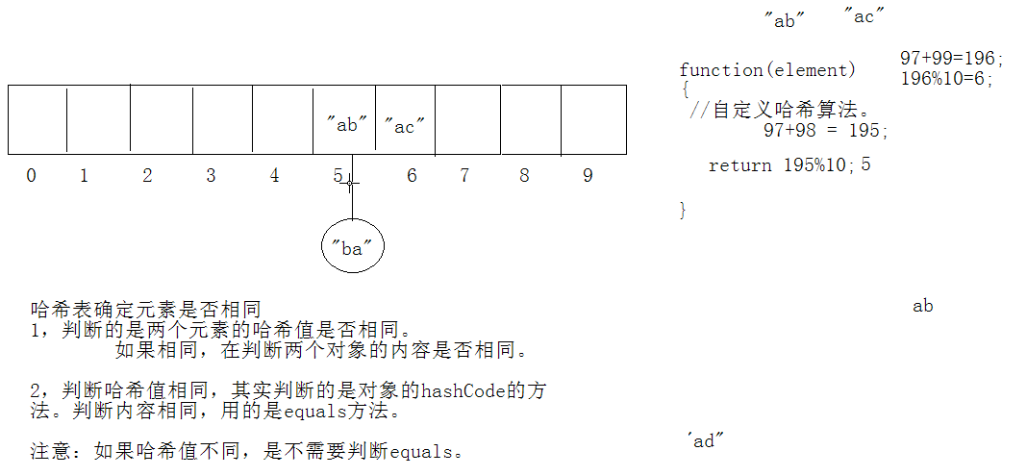 "ab" "ac"
function(element)
{
//自定义哈希算法。
97+98 = 195;
return 195%10; 5
}
97+99=196;
196%10=6;
"ab" "ac"
0 1 2 3 4 5 6 7 8 9
"ba"
哈希表确定元素是否相同
1，判断的是两个元素的哈希值是否相同。
如果相同，在判断两个对象的内容是否相同。
2，判断哈希值相同，其实判断的是对象的hashCode的方
法。判断内容相同，用的是equals方法。
注意：如果哈希值不同，是不需要判断equals。
ab
'ad"